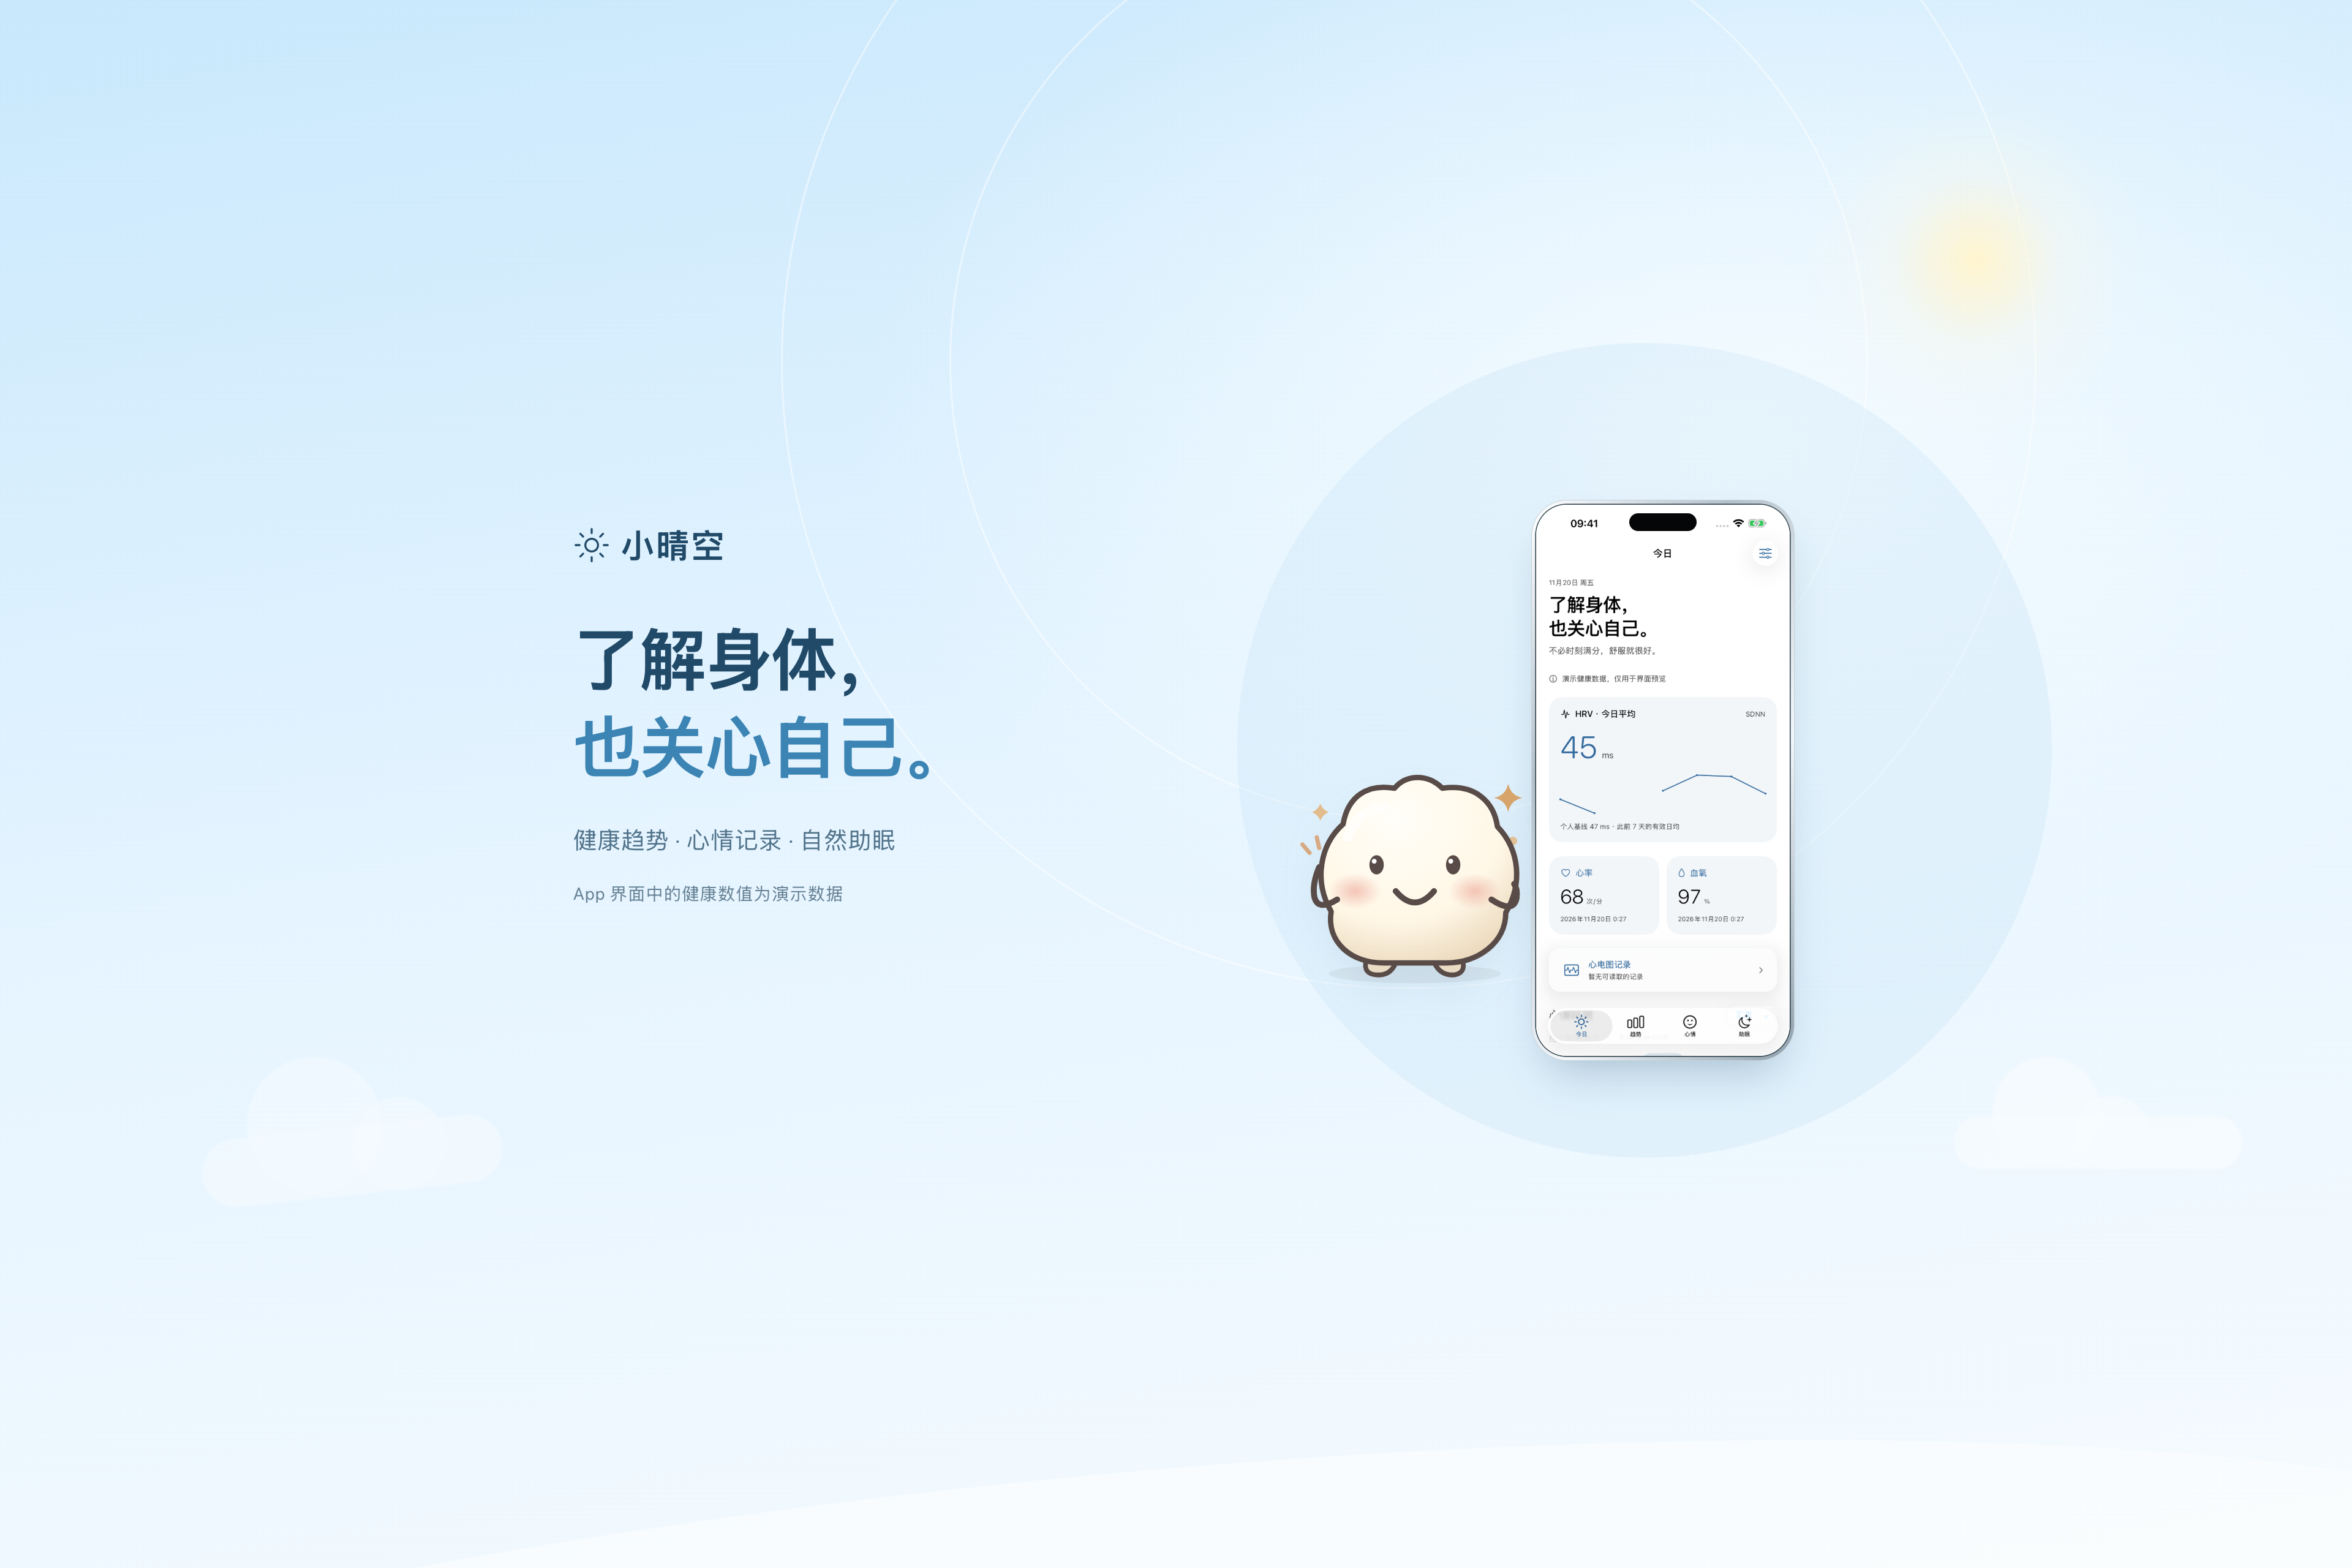 小晴空
了解身体，
也关心自己。
健康趋势 · 心情记录 · 自然助眠
App 界面中的健康数值为演示数据
09:41
今日
11月20日 周五
了解身体，
也关心自己。
不必时刻满分，舒服就很好。
演示健康数据，仅用于界面预览
HRV · 今日平均 SDNN
45 ms
个人基线 47 ms · 此前 7 天的有效日均
心率
68 次/分
2026年11月20日 0:27
血氧
97 %
2026年11月20日 0:27
心电图记录
暂无可读取的记录
今日 趋势 心情 助眠